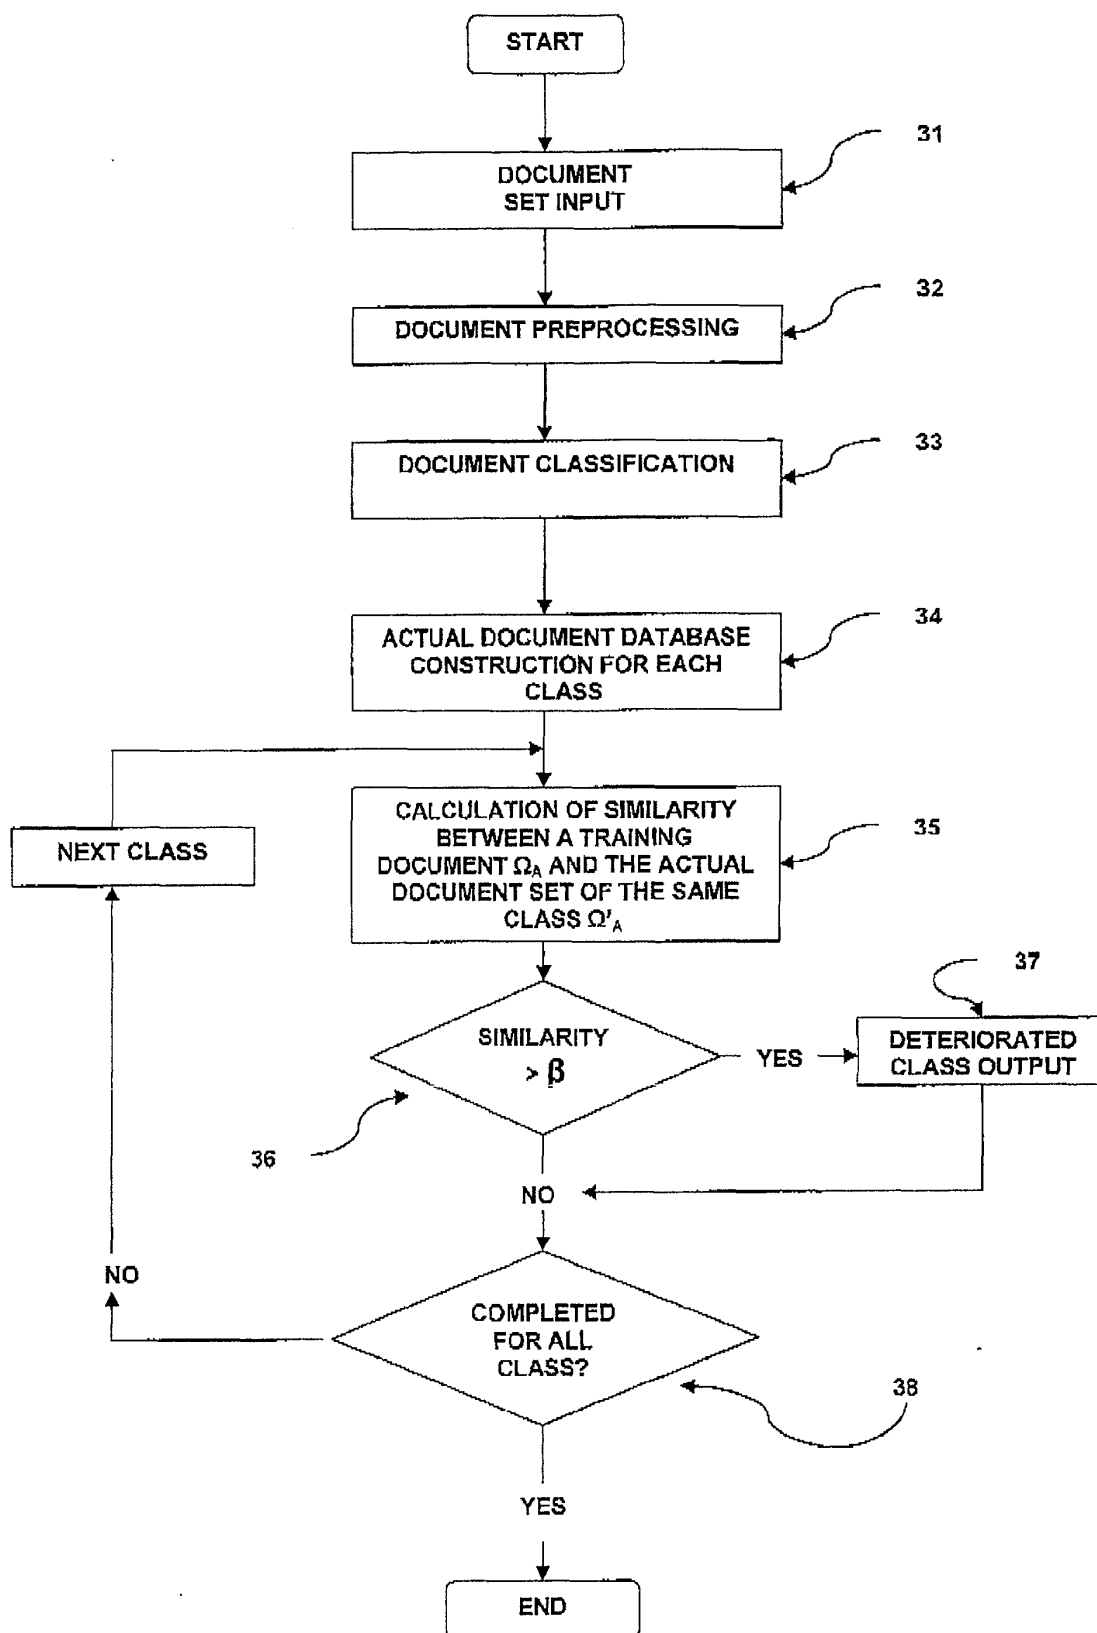 START
31
DOCUMENT
SET INPUT
32
DOCUMENT PREPROCESSING
33
DOCUMENT CLASSIFICATION
34
ACTUAL DOCUMENT DATABASE
CONSTRUCTION FOR EACH
CLASS
NEXT CLASS
35
CALCULATION OF SIMILARITY
BETWEEN A TRAINING
DOCUMENT Ω_A AND THE ACTUAL
DOCUMENT SET OF THE SAME
CLASS Ω'_A
37
SIMILARITY
> β
YES
DETERIORATED
CLASS OUTPUT
36
NO
NO
COMPLETED
FOR ALL
CLASS?
38
YES
END